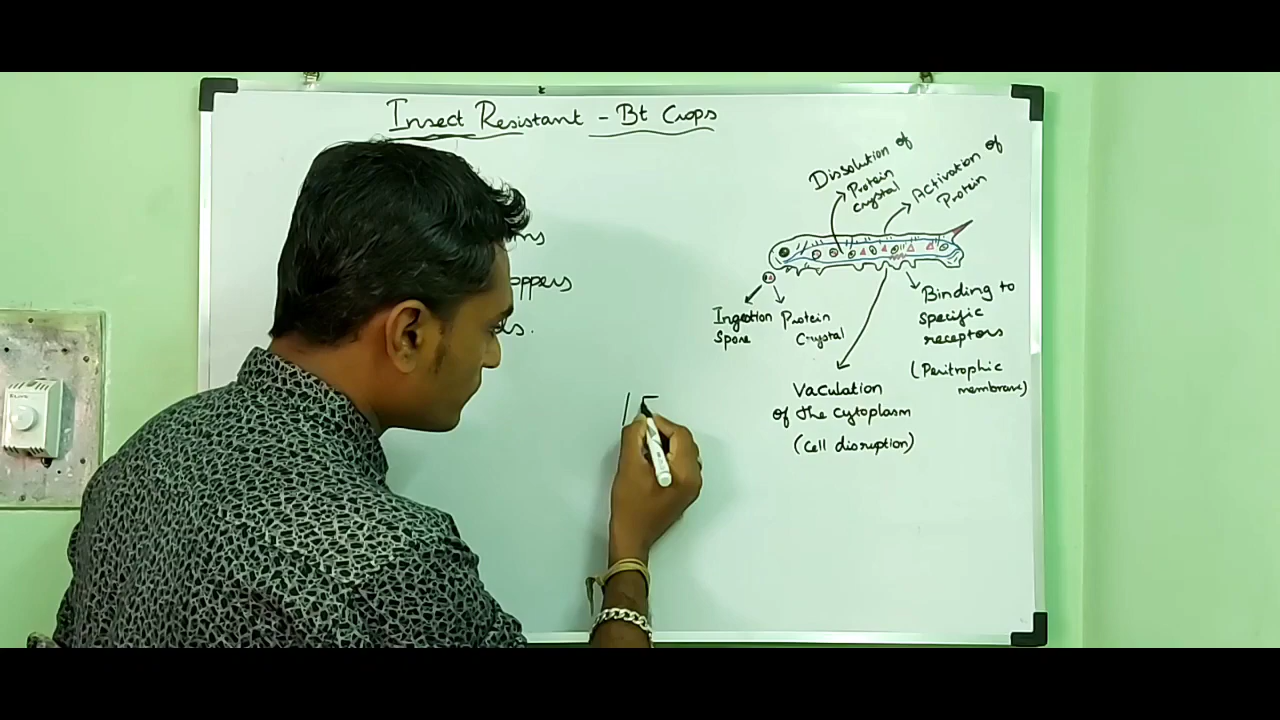 Insect Resistant - Bt Crops
Dissolution of
Protein
Crystal
Activation of
Protein
Ingestion
Spore
Protein
Crystal
Binding to
specific
receptors
(Peritrophic
membrane)
Vaculation
of the cytoplasm
(Cell disruption)